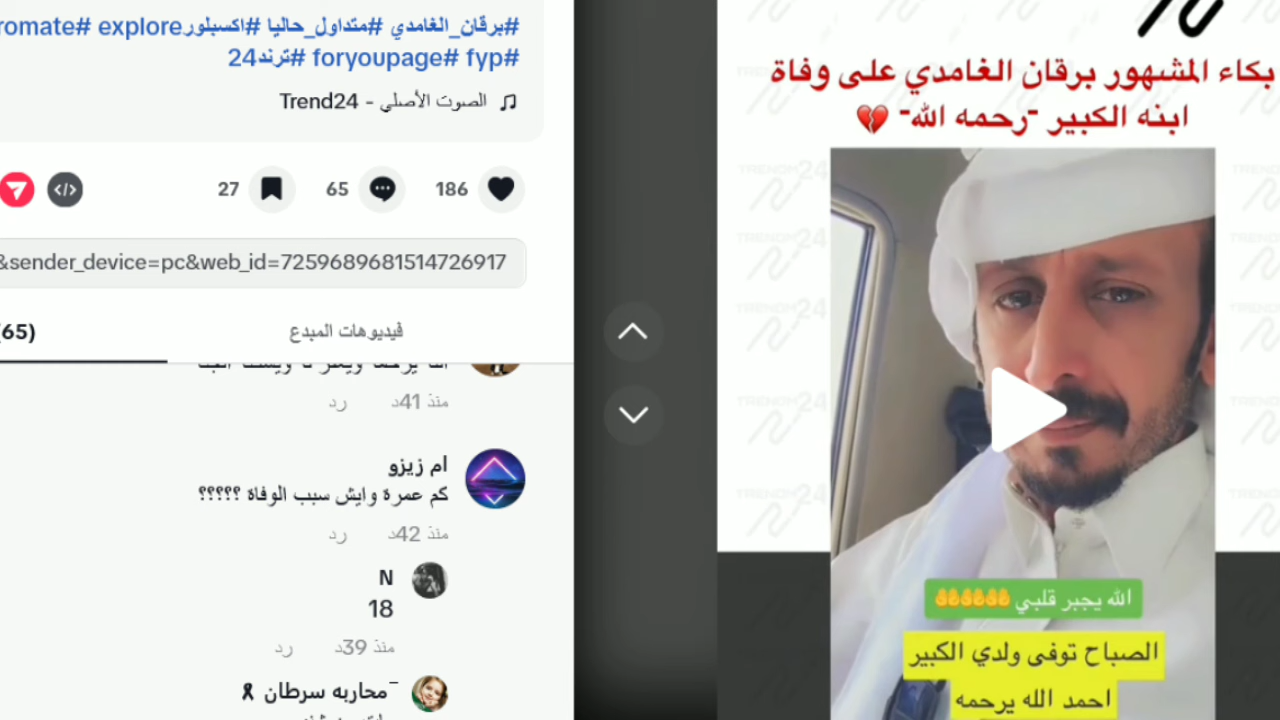 #برقان_الغامدي #متداول_حاليا #اكسبلورexplore #romate
#fyp #foryoupage #ترند24
الصوت الأصلي - Trend24
186
65
27
&sender_device=pc&web_id=7259689681514726917
فيديوهات المبدع
65)
منذ 41د
رد
ام زيزو
كم عمرة وايش سبب الوفاة ؟؟؟؟؟
منذ 42د
رد
N
18
منذ 39د
رد
محاربه سرطان
بكاء المشهور برقان الغامدي على وفاة
ابنه الكبير -رحمه الله- 💔
TRENDM24
الله يجبر قلبي 🤲🤲🤲🤲🤲
الصباح توفى ولدي الكبير
احمد الله يرحمه